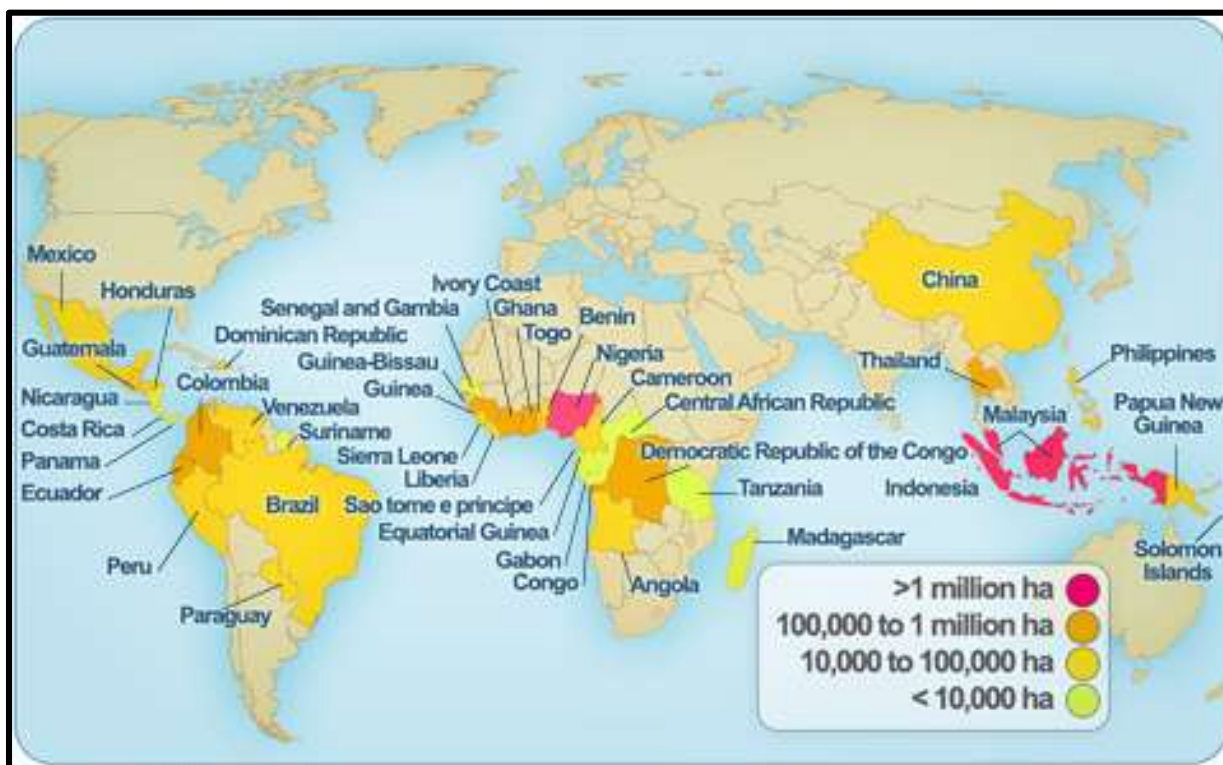 Mexico
Honduras
Guatemala
Dominican Republic
Colombia
Nicaragua
Venezuela
Costa Rica
Suriname
Panama
Ecuador
Brazil
Peru
Paraguay
Ivory Coast
Senegal and Gambia
Ghana
Togo
Benin
Guinea-Bissau
Nigeria
Guinea
Cameroon
Central African Republic
Sierra Leone
Liberia
Democratic Republic of the Congo
Sao tome e principe
Tanzania
Equatorial Guinea
Gabon
Congo
Angola
Madagascar
China
Thailand
Philippines
Malaysia
Papua New
Guinea
Indonesia
Solomon
Islands
>1 million ha
100,000 to 1 million ha
10,000 to 100,000 ha
< 10,000 ha